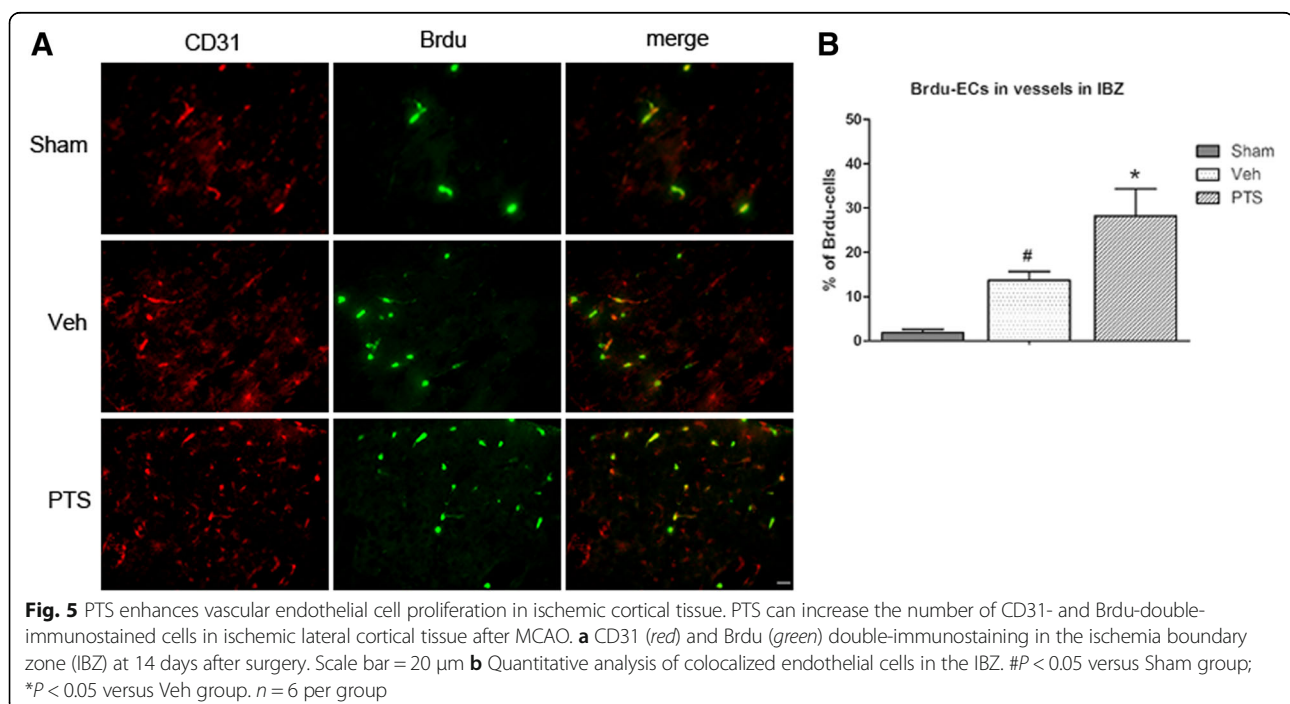 A
CD31 Brdu merge
Sham
Veh
PTS
B
Brdu-ECs in vessels in IBZ
% of Brdu-cells
50
40
30
20
10
0
#
*
Sham
Veh
PTS
Fig. 5 PTS enhances vascular endothelial cell proliferation in ischemic cortical tissue. PTS can increase the number of CD31- and Brdu-double-
immunostained cells in ischemic lateral cortical tissue after MCAO. a CD31 (red) and Brdu (green) double-immunostaining in the ischemia boundary
zone (IBZ) at 14 days after surgery. Scale bar = 20 μm b Quantitative analysis of colocalized endothelial cells in the IBZ. #P < 0.05 versus Sham group;
*P < 0.05 versus Veh group. n = 6 per group